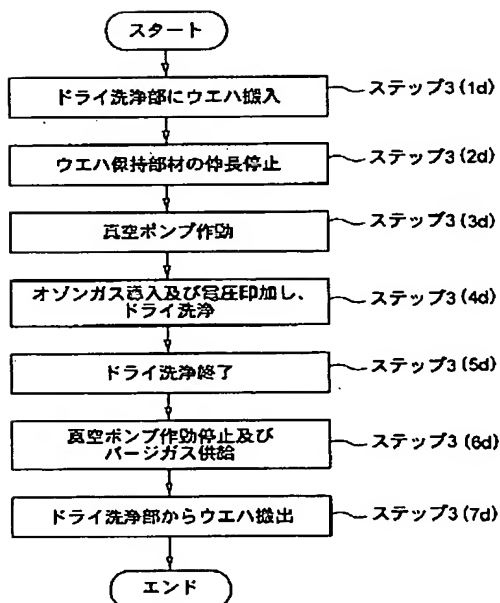 スタート
ドライ洗浄部にウエハ搬入
ステップ3(1d)
ウエハ保持部材の伸長停止
ステップ3(2d)
真空ポンプ作動
ステップ3(3d)
オゾンガス導入及び電圧印加し、
ドライ洗浄
ステップ3(4d)
ドライ洗浄終了
ステップ3(5d)
真空ポンプ作動停止及び
パージガス供給
ステップ3(6d)
ドライ洗浄部からウエハ搬出
ステップ3(7d)
エンド